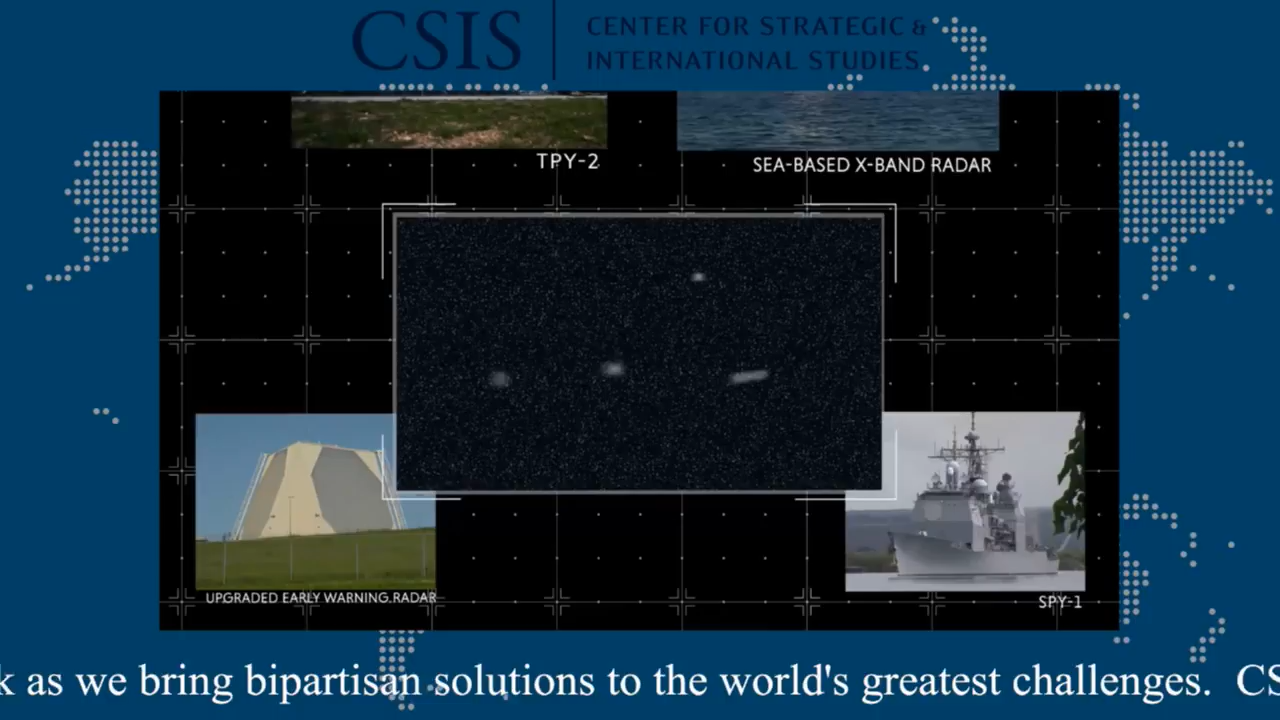 CSIS
CENTER FOR STRATEGIC &
INTERNATIONAL STUDIES
TPY-2
SEA-BASED X-BAND RADAR
UPGRADED EARLY WARNING RADAR
SPY-1
k as we bring bipartisan solutions to the world's greatest challenges. CS